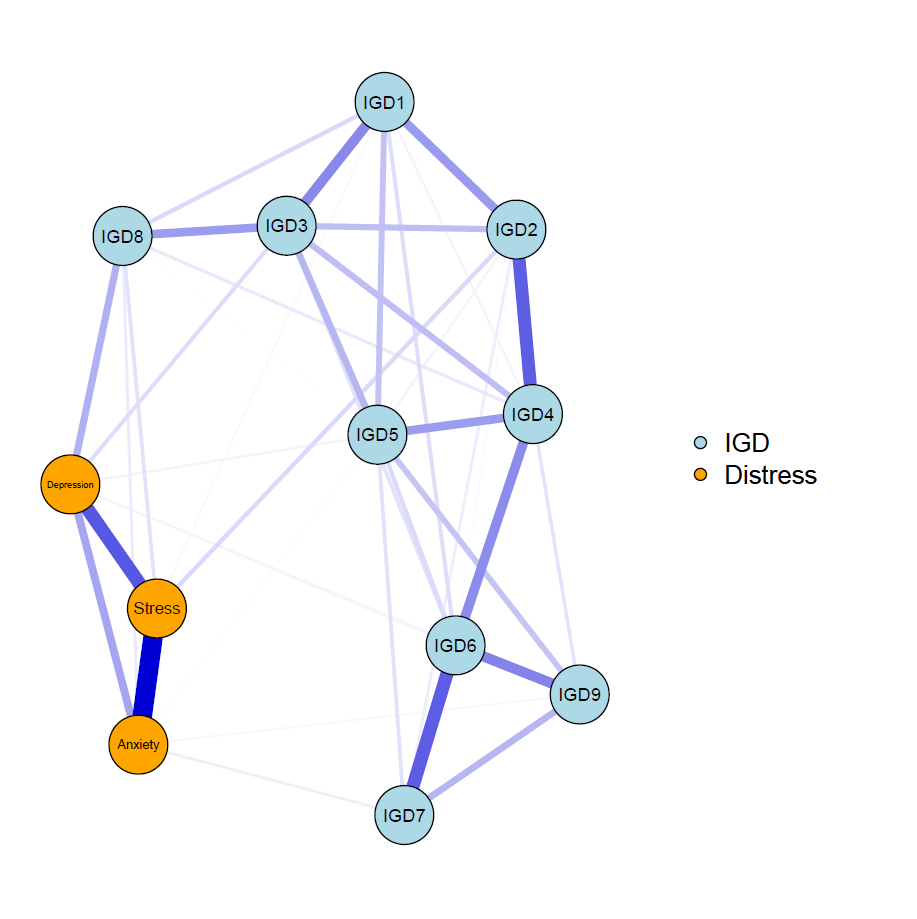 IGD1
IGD3
IGD2
IGD8
IGD4
IGD5
IGD
Depression
Distress
Stress
IGD6
IGD9
Anxiety
IGD7